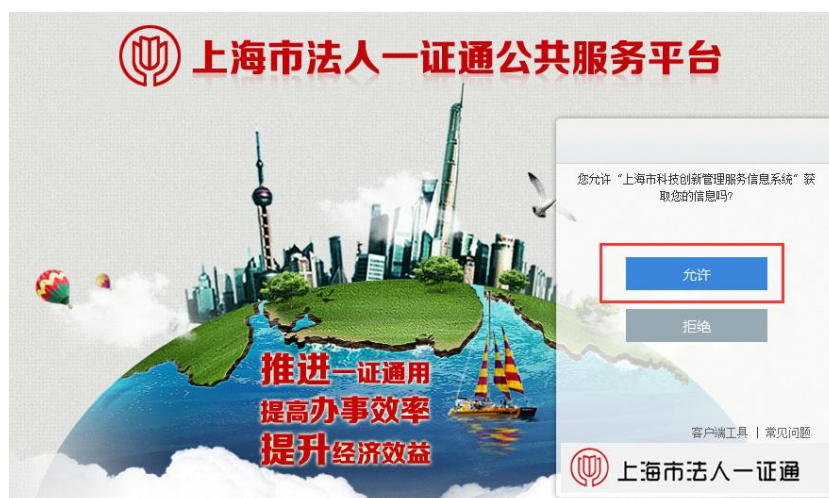 上海市法人一证通公共服务平台
您允许“上海市科技创新管理服务信息系统”获
取您的信息吗?
允许
拒绝
推进一证通用
提高办事效率
提升经济效益
客户端工具 | 常见问题
上海市法人一证通